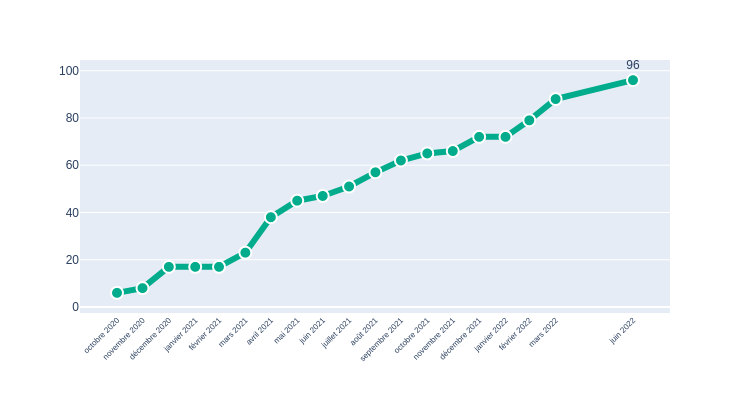 96
100
80
60
40
20
0
octobre 2020
novembre 2020
décembre 2020
janvier 2021
février 2021
mars 2021
avril 2021
mai 2021
juin 2021
juillet 2021
août 2021
septembre 2021
octobre 2021
novembre 2021
décembre 2021
janvier 2022
février 2022
mars 2022
juin 2022